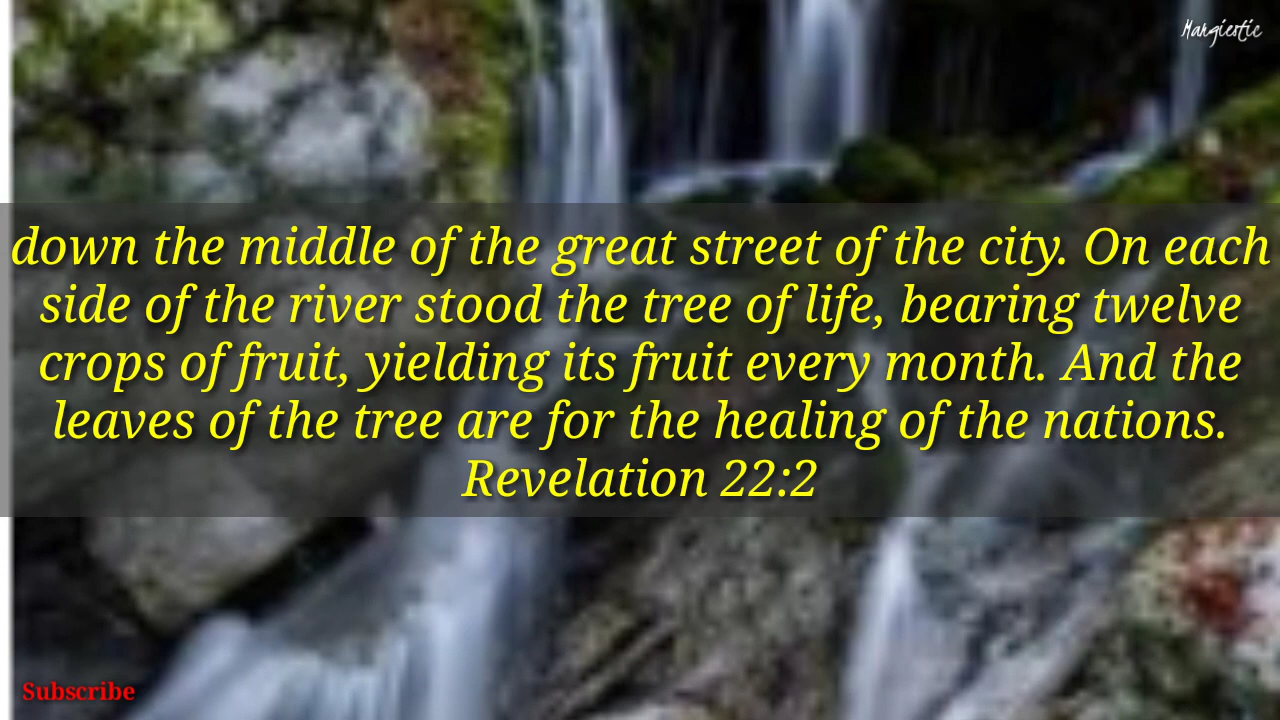 Margiestic
down the middle of the great street of the city. On each
side of the river stood the tree of life, bearing twelve
crops of fruit, yielding its fruit every month. And the
leaves of the tree are for the healing of the nations.
Revelation 22:2
Subscribe